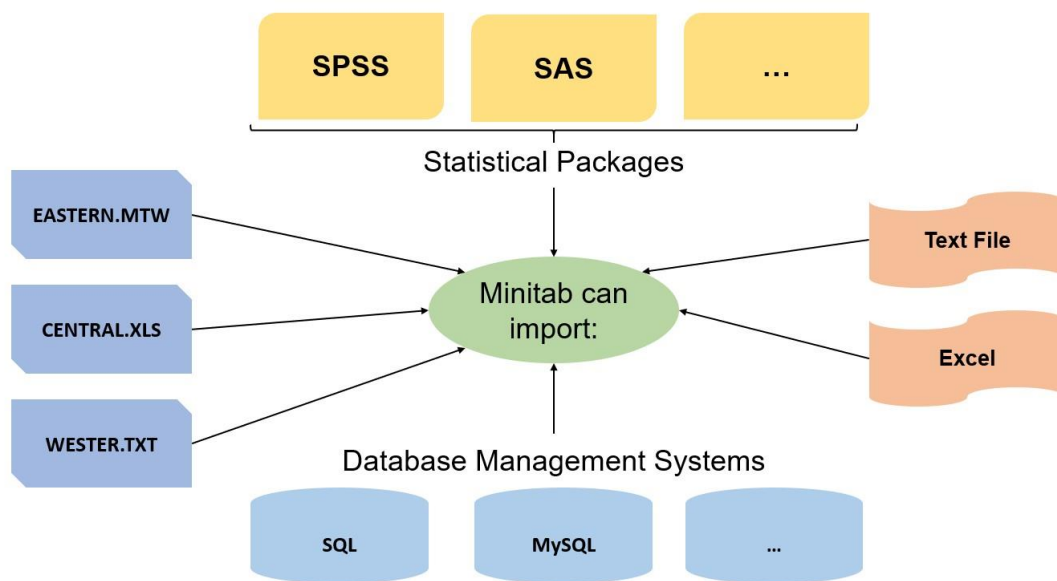 SPSS
SAS
...
Statistical Packages
EASTERN.MTW
CENTRAL.XLS
WESTER.TXT
Minitab can
import:
Text File
Excel
Database Management Systems
SQL
MySQL
...